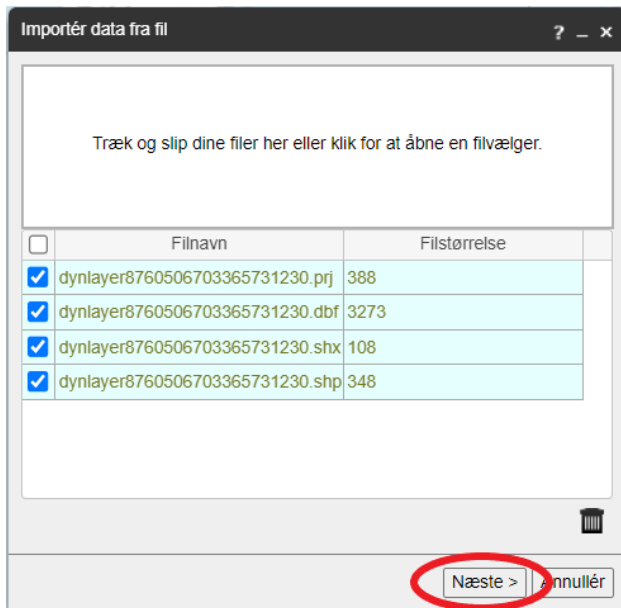 Importér data fra fil ? _ x
Træk og slip dine filer her eller klik for at åbne en filvælger.
Filnavn Filstørrelse
dynlayer8760506703365731230.prj 388
dynlayer8760506703365731230.dbf 3273
dynlayer8760506703365731230.shx 108
dynlayer8760506703365731230.shp 348
Næste > Annullér